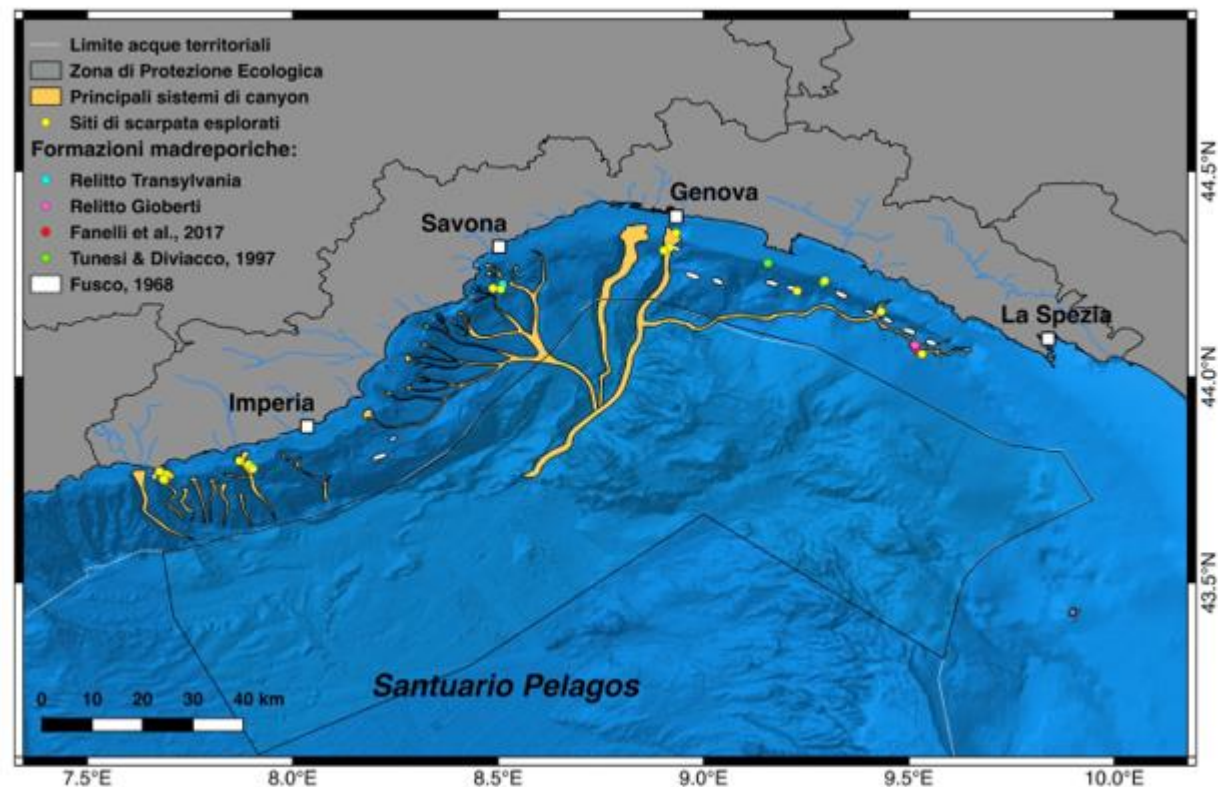 Limite acque territoriali
Zona di Protezione Ecologica
Principali sistemi di canyon
Siti di scarpata esplorati
Formazioni madreporiche:
Relitto Transylvania
Relitto Gioberti
Fanelli et al., 2017
Tunesi & Diviacco, 1997
Fusco, 1968
Genova
Savona
La Spezia
Imperia
Santuario Pelagos
0 10 20 30 40 km
44.5°N
44.0°N
43.5°N
7.5°E 8.0°E 8.5°E 9.0°E 9.5°E 10.0°E